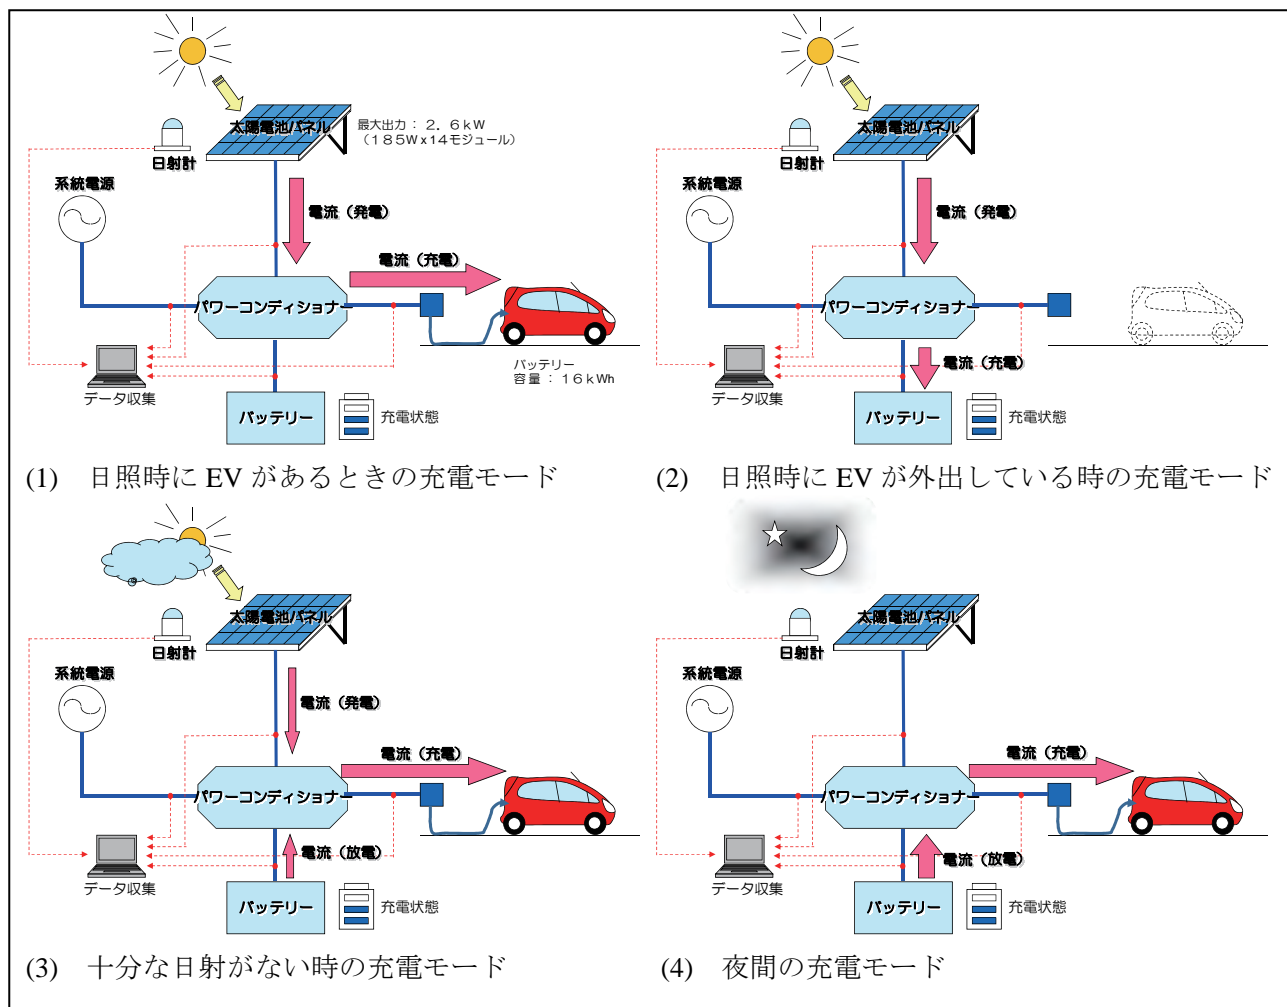 太陽電池パネル
最大出力：２．６ｋＷ
（１８５Ｗｘ１４モジュール）
日射計
系統電源
電流（発電）
電流（充電）
パワーコンディショナー
データ収集
バッテリー
充電状態
バッテリー
容量：１６ｋＷｈ
(1) 日照時に EV があるときの充電モード
太陽電池パネル
日射計
系統電源
電流（発電）
パワーコンディショナー
電流（充電）
データ収集
バッテリー
充電状態
(2) 日照時に EV が外出している時の充電モード
太陽電池パネル
日射計
系統電源
電流（発電）
電流（充電）
パワーコンディショナー
電流（放電）
データ収集
バッテリー
充電状態
(3) 十分な日射がない時の充電モード
太陽電池パネル
日射計
系統電源
電流（充電）
パワーコンディショナー
電流（放電）
データ収集
バッテリー
充電状態
(4) 夜間の充電モード